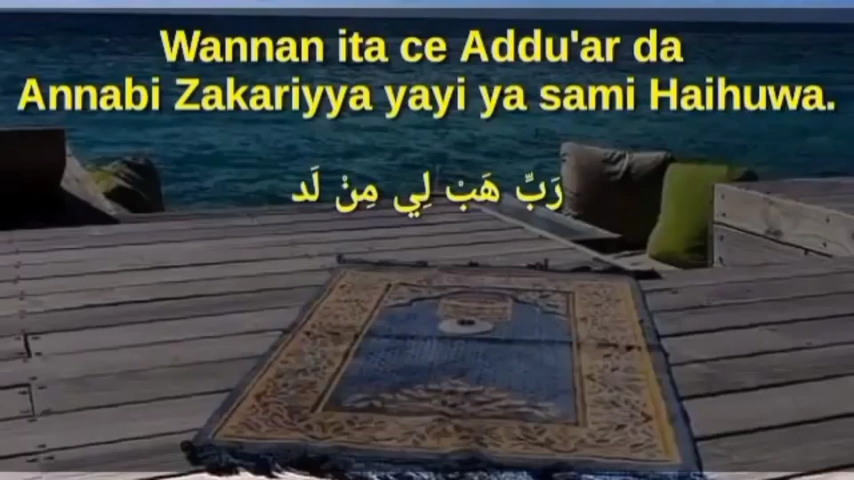 Wannan ita ce Addu'ar da
Annabi Zakariyya yayi ya sami Haihuwa.
رَبِّ هَبْ لِي مِنْ لَد